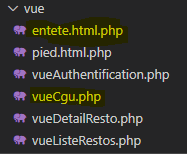 vue
entete.html.php
pied.html.php
vueAuthentification.php
vueCgu.php
vueDetailResto.php
vueListeRestos.php